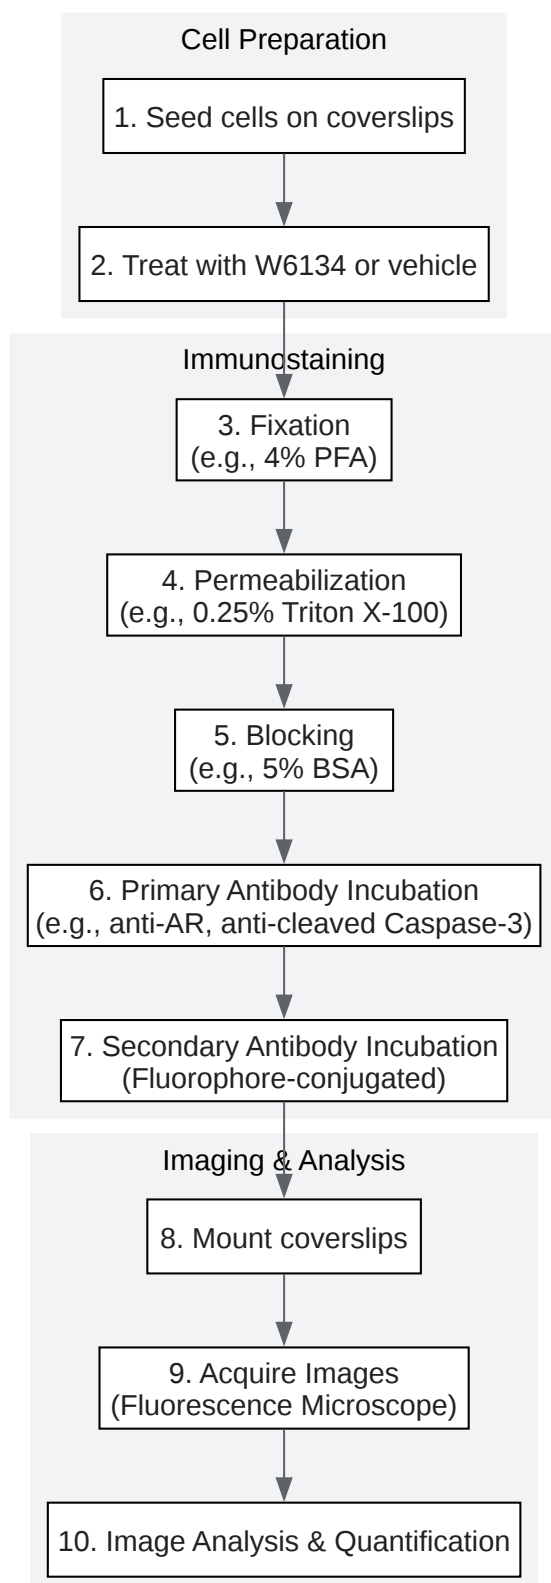 Cell Preparation
1. Seed cells on coverslips
2. Treat with W6134 or vehicle
Immunostaining
3. Fixation
(e.g., 4% PFA)
4. Permeabilization
(e.g., 0.25% Triton X-100)
5. Blocking
(e.g., 5% BSA)
6. Primary Antibody Incubation
(e.g., anti-AR, anti-cleaved Caspase-3)
7. Secondary Antibody Incubation
(Fluorophore-conjugated)
Imaging & Analysis
8. Mount coverslips
9. Acquire Images
(Fluorescence Microscope)
10. Image Analysis & Quantification